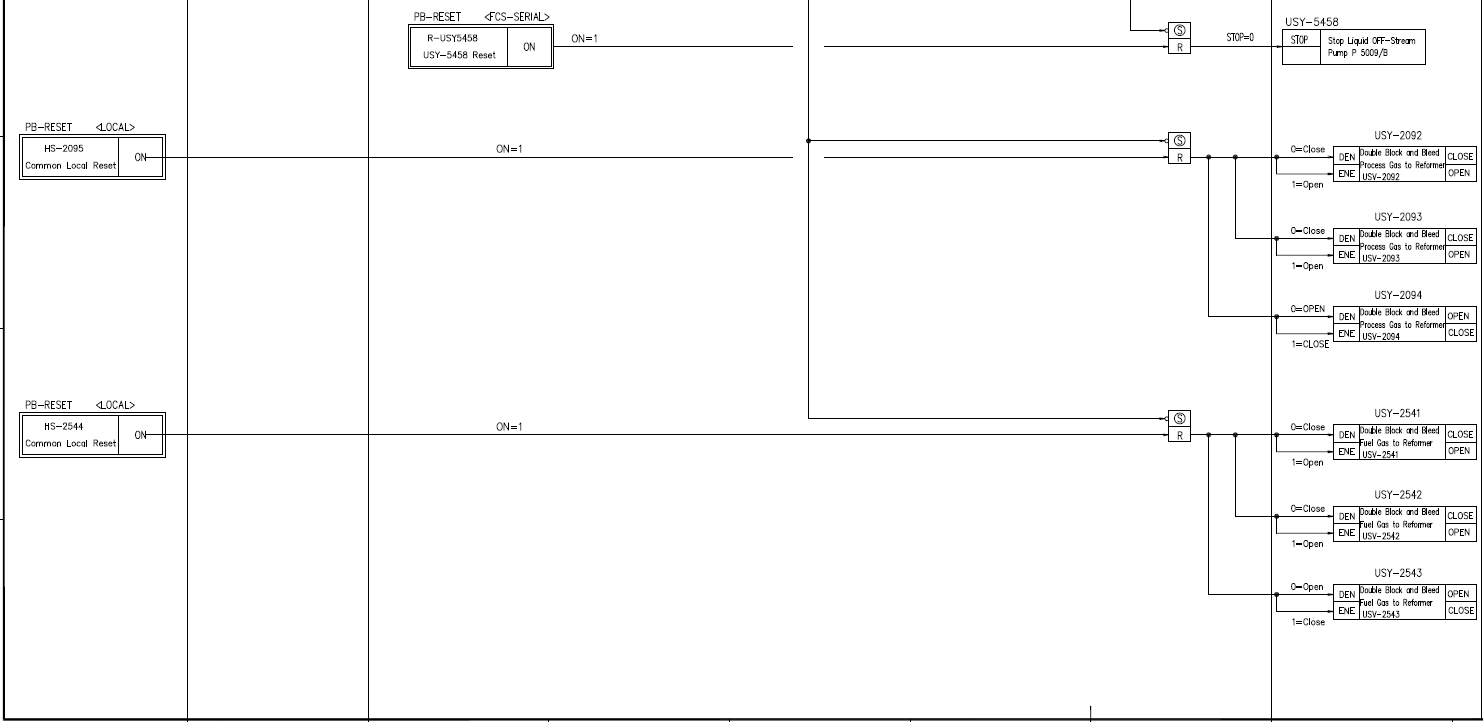 PB-RESET <FCS-SERIAL>
R-USY5458
USY-5458 Reset
ON
ON=1
S
R
STOP=0
USY-5458
STOP
Stop Liquid OFF-Stream
Pump P 5009/B
PB-RESET <LOCAL>
HS-2095
Common Local Reset
ON
ON=1
S
R
USY-2092
0=Close
1=Open
DEN
ENE
Double Block and Bleed
Process Gas to Reformer
USV-2092
CLOSE
OPEN
USY-2093
0-Close
1-Open
DEN
ENE
Double Block and Bleed
Process Gas to Reformer
USV-2093
CLOSE
OPEN
USY-2094
0=OPEN
1=CLOSE
DEN
ENE
Double Block and Bleed
Process Gas to Reformer
USV-2094
OPEN
CLOSE
PB-RESET <LOCAL>
HS-2544
Common Local Reset
ON
ON=1
S
R
USY-2541
0=Close
1=Open
DEN
ENE
Double Block and Bleed
Fuel Gas to Reformer
USV-2541
CLOSE
OPEN
USY-2542
0=Close
1-Open
DEN
ENE
Double Block and Bleed
Fuel Gas to Reformer
USV-2542
CLOSE
OPEN
USY-2543
0-Open
1=Close
DEN
ENE
Double Block and Bleed
Fuel Gas to Reformer
USV-2543
OPEN
CLOSE